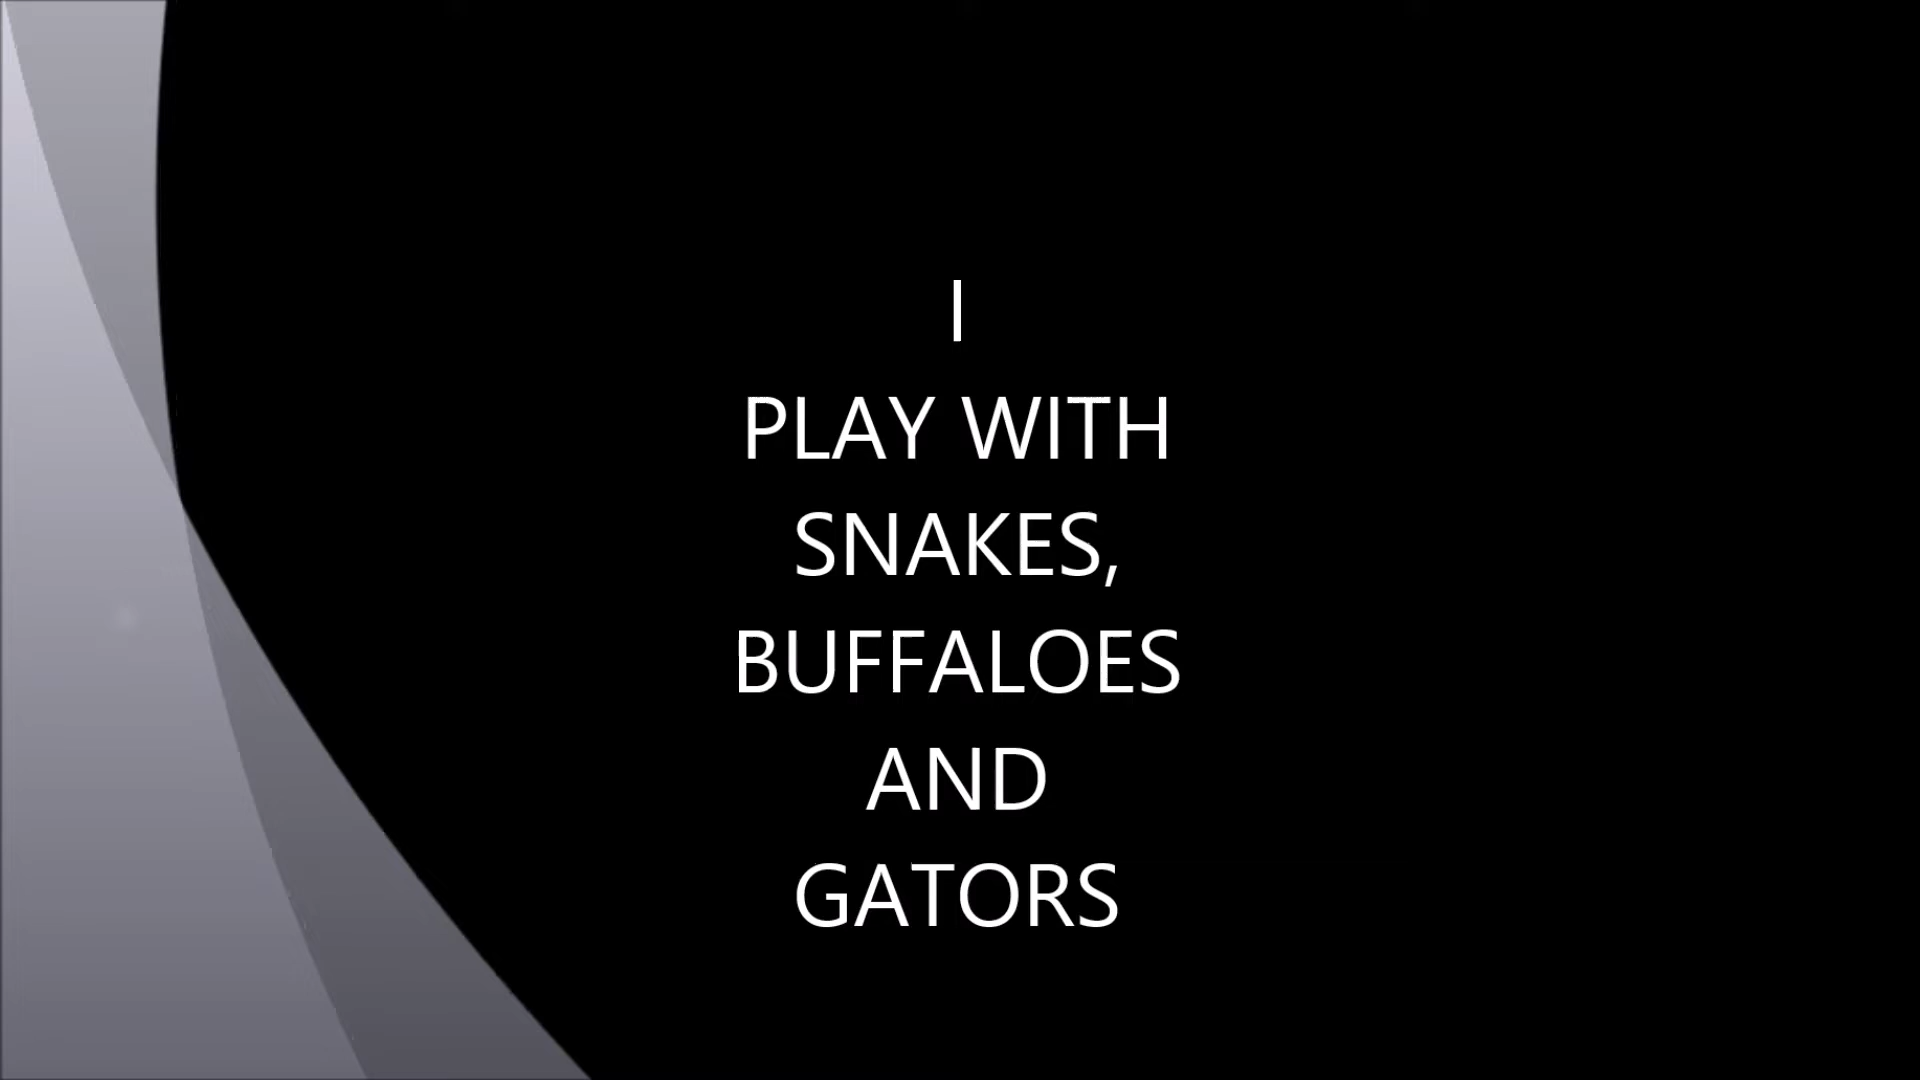 I
PLAY WITH
SNAKES,
BUFFALOES
AND
GATORS